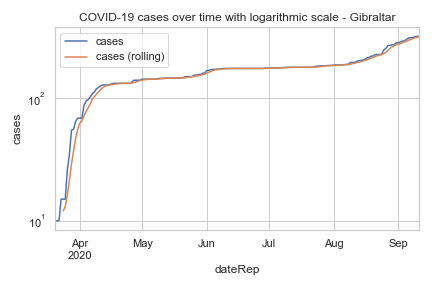 COVID-19 cases over time with logarithmic scale - Gibraltar
cases
cases (rolling)
10²
10¹
cases
Apr
2020
May
Jun
Jul
Aug
Sep
dateRep